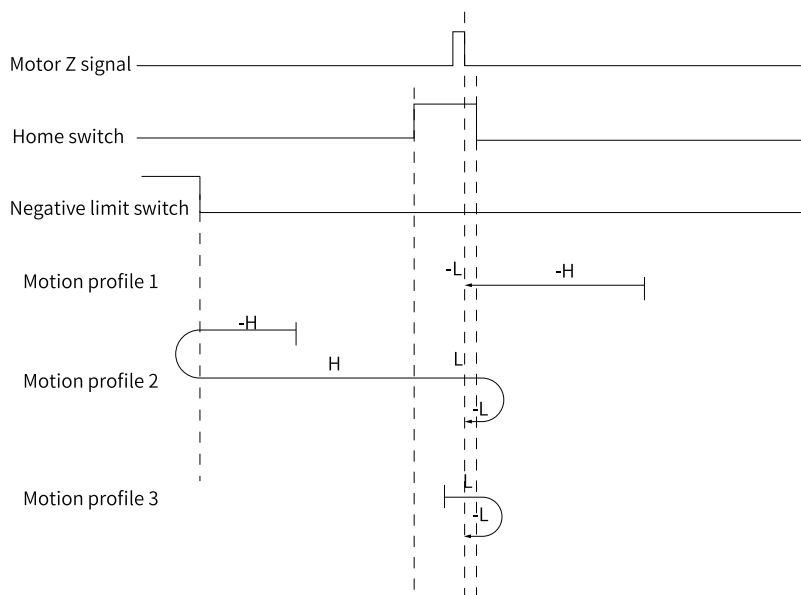 Motor Z signal
Home switch
Negative limit switch
Motion profile 1
-L
-H
-H
H
L
Motion profile 2
-L
Motion profile 3
L
-L